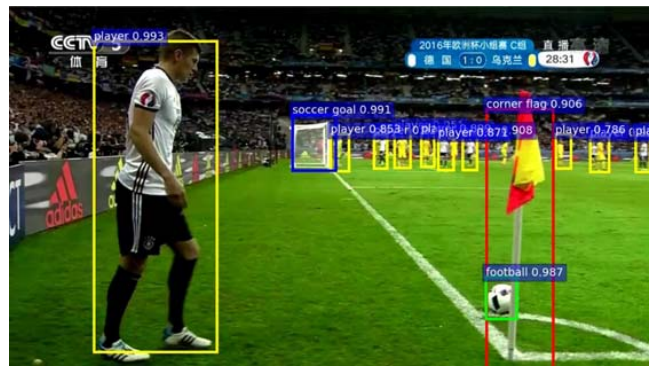 CCTV 5
体育
player 0.993
2016年欧洲杯小组赛 C组
直播
德国 1:0 乌克兰 28:31
soccer goal 0.991
corner flag 0.906
player 0.853
player 0.871
.908
player 0.786
football 0.987
adidas
adidas